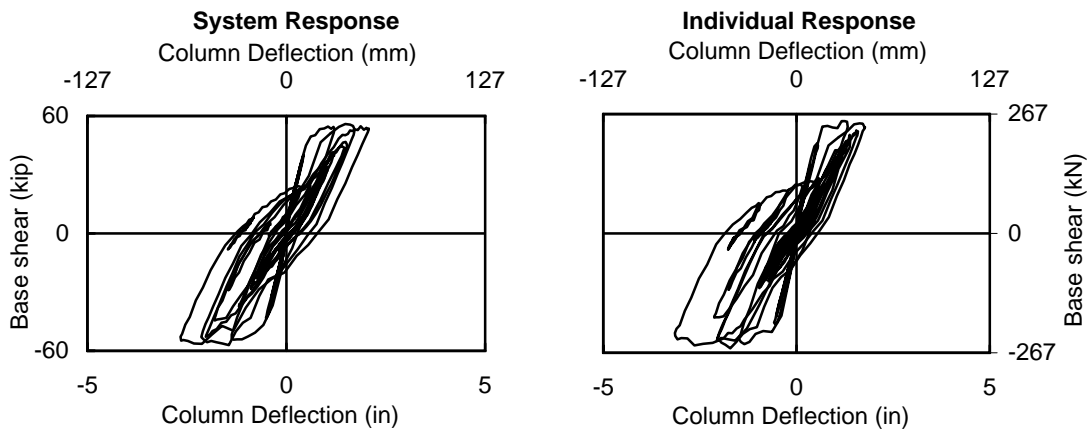 System Response
Column Deflection (mm)
-127 0 127
60
0
-60
Base shear (kip)
-5 0 5
Column Deflection (in)
Individual Response
Column Deflection (mm)
-127 0 127
267
0
-267
Base shear (kN)
-5 0 5
Column Deflection (in)